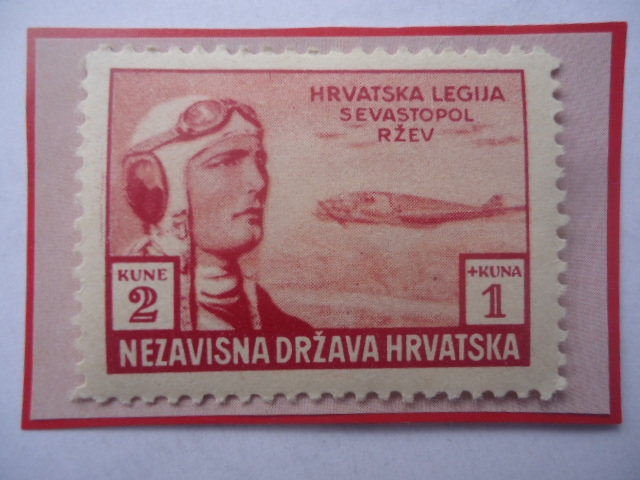 HRVATSKA LEGIJA
SEVASTOPOL
RŽEV
KUNE
2
+KUNA
1
NEZAVISNA DRŽAVA HRVATSKA